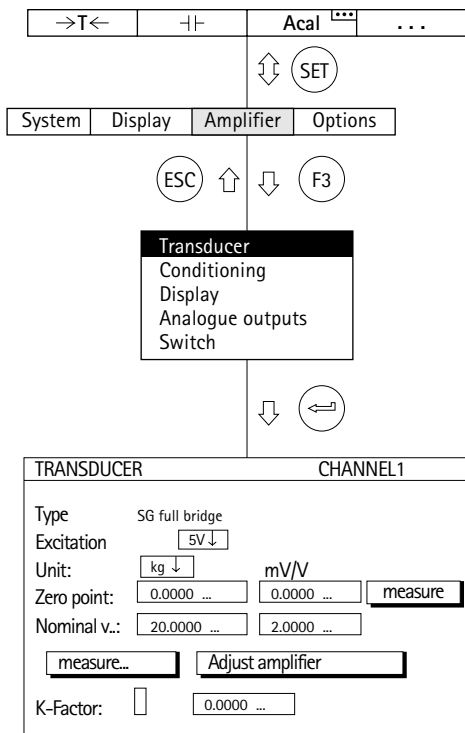 →T← ⊣⊢ Acal ••• . . .
SET
System Display Amplifier Options
ESC F3
Transducer
Conditioning
Display
Analogue outputs
Switch
TRANSDUCER CHANNEL1
Type SG full bridge
Excitation 5V↓
Unit: kg ↓ mV/V
Zero point: 0.0000 ... 0.0000 ... measure
Nominal v..: 20.0000 ... 2.0000 ...
measure... Adjust amplifier
K-Factor: 0.0000 ...